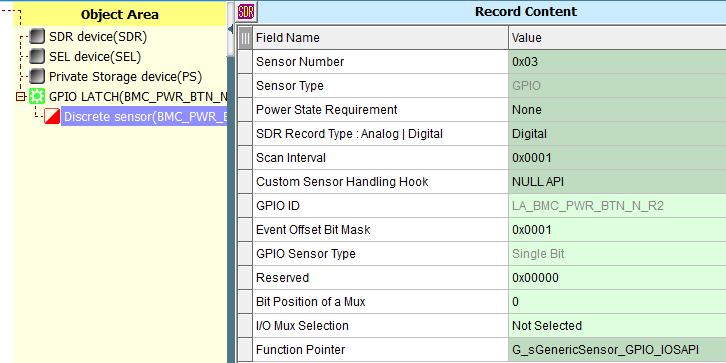 Object Area
SDR device(SDR)
SEL device(SEL)
Private Storage device(PS)
GPIO LATCH(BMC_PWR_BTN_N
Discrete sensor(BMC_PWR_B
SDR Record Content
Field Name Value
Sensor Number 0x03
Sensor Type GPIO
Power State Requirement None
SDR Record Type : Analog | Digital Digital
Scan Interval 0x0001
Custom Sensor Handling Hook NULL API
GPIO ID LA_BMC_PWR_BTN_N_R2
Event Offset Bit Mask 0x0001
GPIO Sensor Type Single Bit
Reserved 0x00000
Bit Position of a Mux 0
I/O Mux Selection Not Selected
Function Pointer G_sGenericSensor_GPIO_IOSAPI